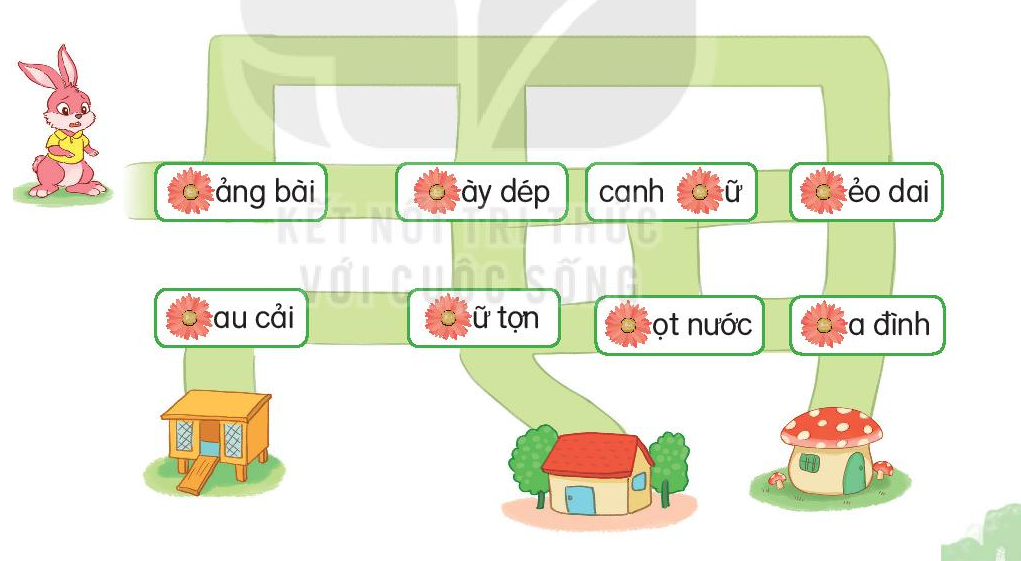 ảng bài
ày dép
canh ữ
ẻo dai
KẾT NỐI TRI THỨC
VỚI CUỘC SỐNG
au cải
ữ tợn
ọt nước
a đình